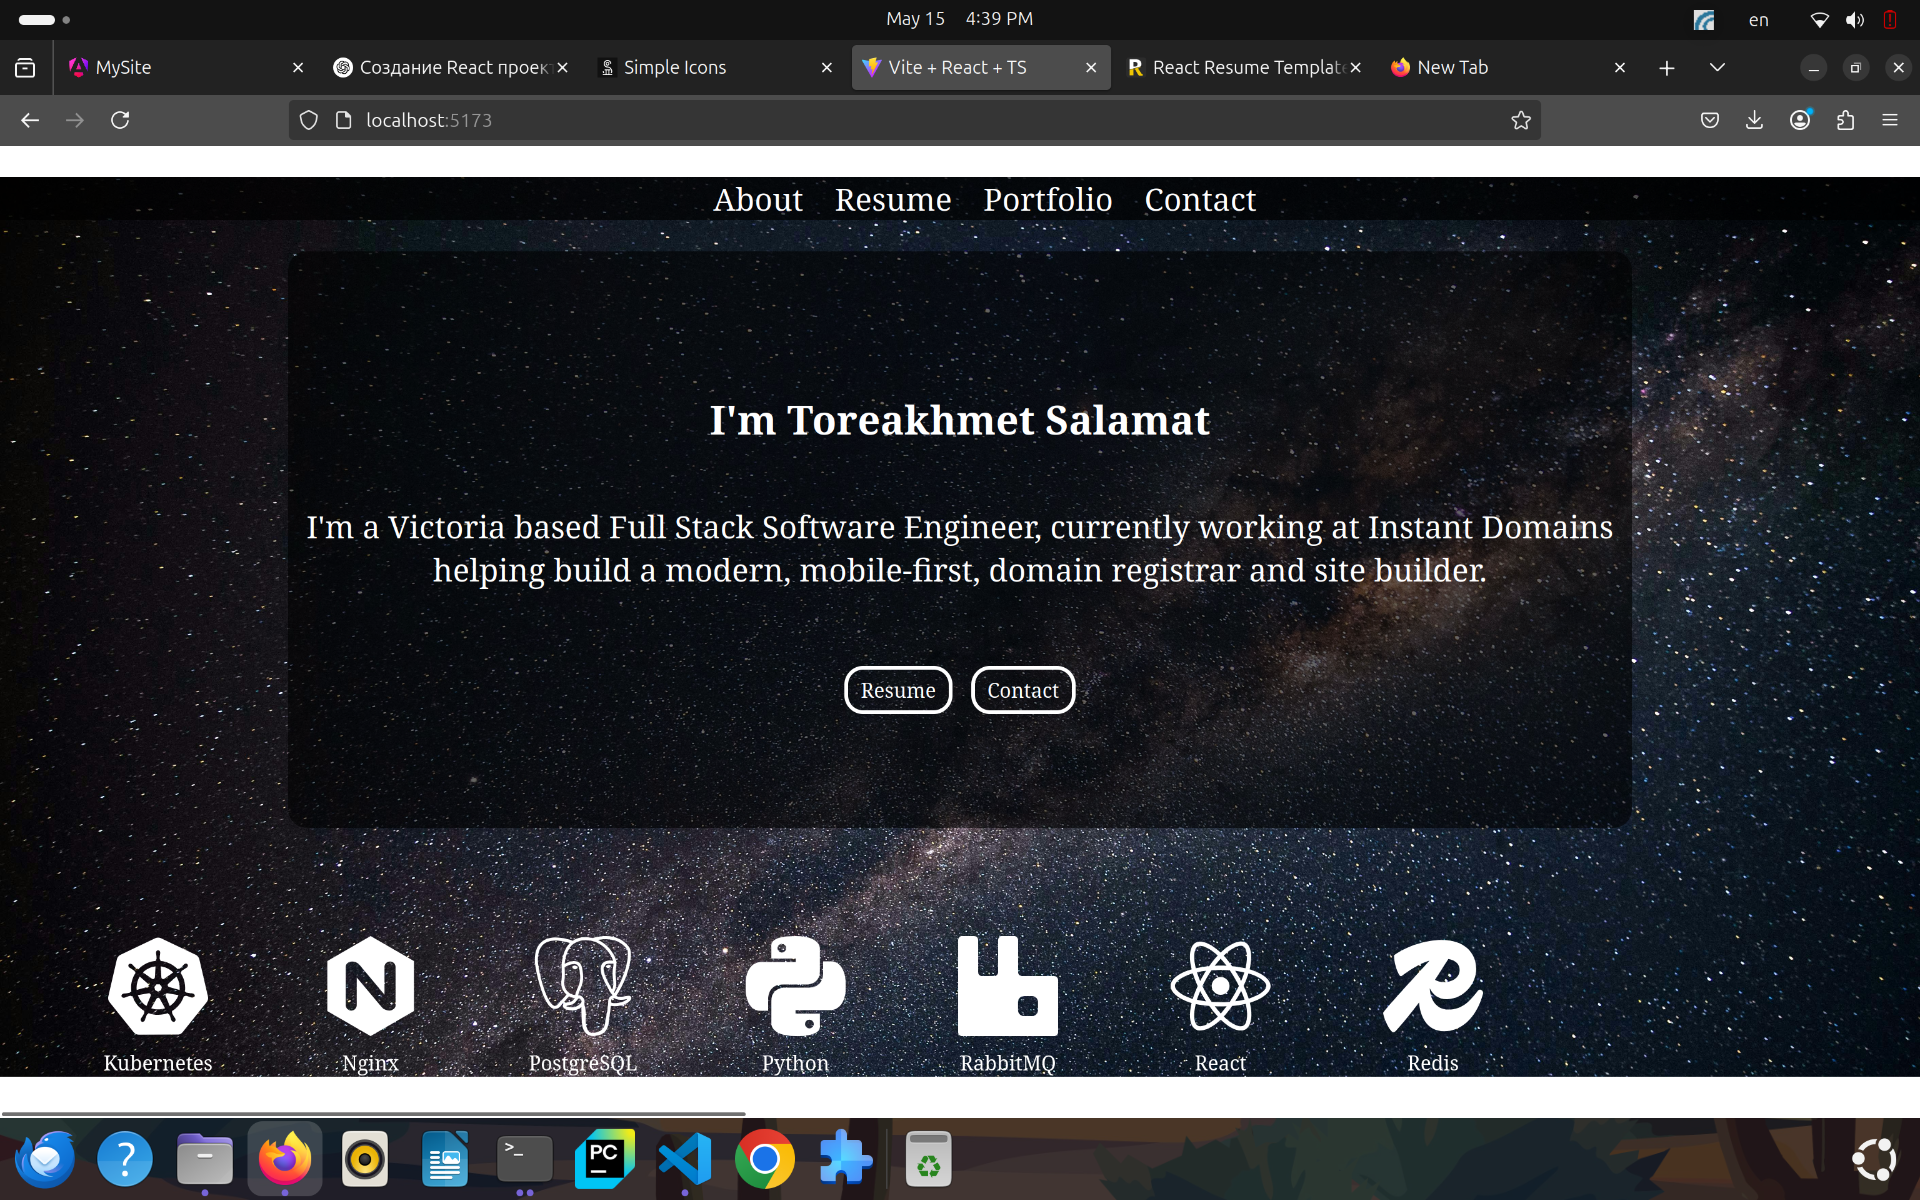 May 15 4:39 PM
en
MySite
Создание React проек
Simple Icons
Vite + React + TS
React Resume Templat
New Tab
localhost:5173
About Resume Portfolio Contact
I'm Toreakhmet Salamat
I'm a Victoria based Full Stack Software Engineer, currently working at Instant Domains
helping build a modern, mobile-first, domain registrar and site builder.
Resume Contact
Kubernetes Nginx PostgreSQL Python RabbitMQ React Redis
PC